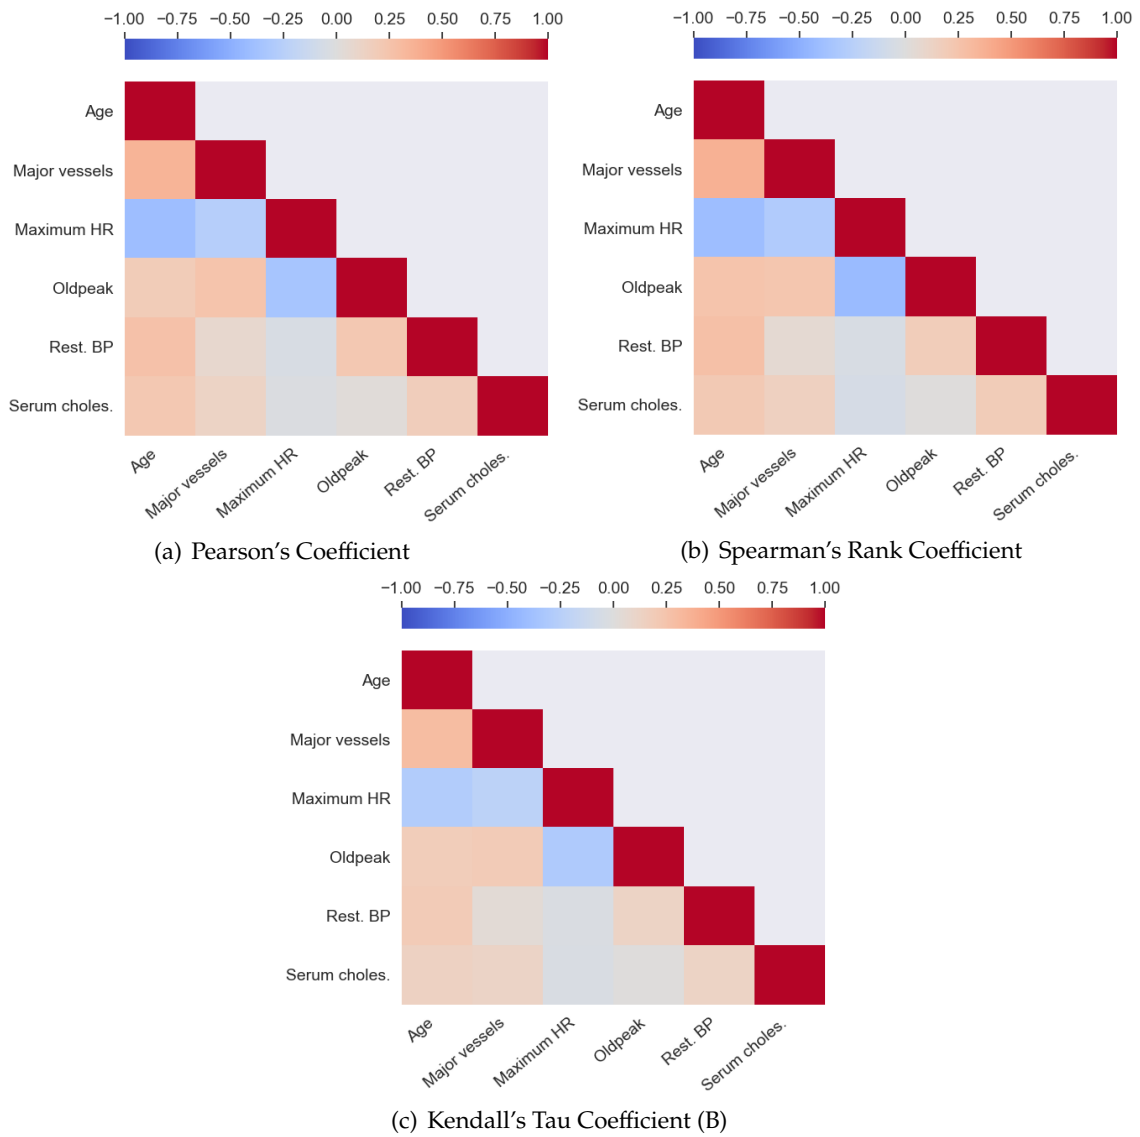 −1.00 −0.75 −0.50 −0.25 0.00 0.25 0.50 0.75 1.00
Age
Major vessels
Maximum HR
Oldpeak
Rest. BP
Serum choles.
Age Major vessels Maximum HR Oldpeak Rest. BP Serum choles.
(a) Pearson's Coefficient
−1.00 −0.75 −0.50 −0.25 0.00 0.25 0.50 0.75 1.00
Age
Major vessels
Maximum HR
Oldpeak
Rest. BP
Serum choles.
Age Major vessels Maximum HR Oldpeak Rest. BP Serum choles.
(b) Spearman's Rank Coefficient
−1.00 −0.75 −0.50 −0.25 0.00 0.25 0.50 0.75 1.00
Age
Major vessels
Maximum HR
Oldpeak
Rest. BP
Serum choles.
Age Major vessels Maximum HR Oldpeak Rest. BP Serum choles.
(c) Kendall's Tau Coefficient (B)